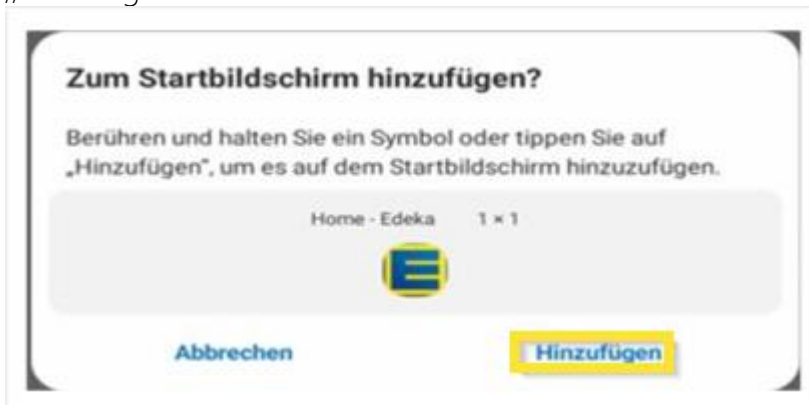 Zum Startbildschirm hinzufügen?
Berühren und halten Sie ein Symbol oder tippen Sie auf
„Hinzufügen“, um es auf dem Startbildschirm hinzuzufügen.
Home - Edeka 1 × 1
E
Abbrechen Hinzufügen